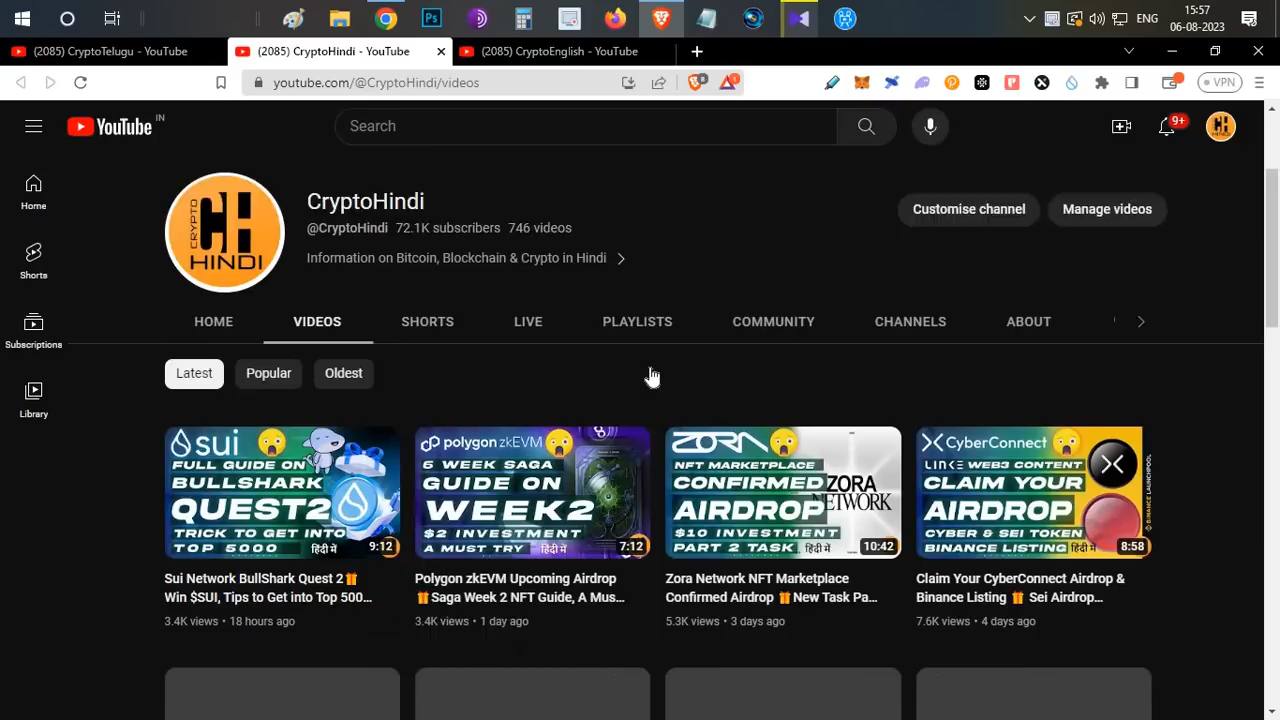 15:57
ENG
06-08-2023
(2085) CryptoTelugu - YouTube
(2085) CryptoHindi - YouTube
(2085) CryptoEnglish - YouTube
youtube.com/@CryptoHindi/videos
VPN
YouTube IN
Search
9+
Home
Shorts
Subscriptions
Library
CRYPTO CH HINDI
CryptoHindi
@CryptoHindi 72.1K subscribers 746 videos
Information on Bitcoin, Blockchain & Crypto in Hindi
Customise channel
Manage videos
HOME VIDEOS SHORTS LIVE PLAYLISTS COMMUNITY CHANNELS ABOUT
Latest Popular Oldest
sui
FULL GUIDE ON
BULLSHARK
QUEST2
TRICK TO GET INTO
TOP 5000 हिंदी में
9:12
Sui Network BullShark Quest 2🎁
Win $SUI, Tips to Get into Top 500...
3.4K views • 18 hours ago
polygon zkEVM
6 WEEK SAGA
GUIDE ON
WEEK2
$2 INVESTMENT
A MUST TRY हिंदी में
7:12
Polygon zkEVM Upcoming Airdrop
🎁Saga Week 2 NFT Guide, A Mus...
3.4K views • 1 day ago
ZORA
NFT MARKETPLACE
CONFIRMED
AIRDROP
$10 INVESTMENT
PART 2 TASK हिंदी में
ZORA
NETWORK
10:42
Zora Network NFT Marketplace
Confirmed Airdrop 🎁New Task Pa...
5.3K views • 3 days ago
CyberConnect
LINK3 WEB3 CONTENT
CLAIM YOUR
AIRDROP
CYBER & SEI TOKEN
BINANCE LISTING हिंदी में
BINANCE LAUNCHPOOL
8:58
Claim Your CyberConnect Airdrop &
Binance Listing 🎁 Sei Airdrop...
7.6K views • 4 days ago